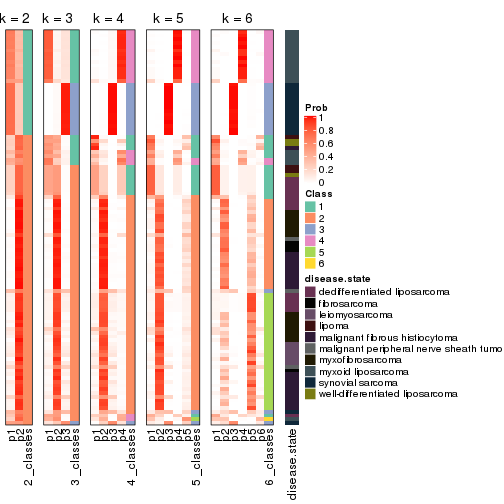 k = 2 k = 3 k = 4 k = 5 k = 6
Prob
1
0.8
0.6
0.4
0.2
0
Class
1
2
3
4
5
6
disease.state
dedifferentiated liposarcoma
fibrosarcoma
leiomyosarcoma
lipoma
malignant fibrous histiocytoma
malignant peripheral nerve sheath tumo
myxofibrosarcoma
myxoid liposarcoma
synovial sarcoma
well-differentiated liposarcoma
p1 p2 2_classes p1 p2 p3 3_classes p1 p2 p3 p4 4_classes p1 p2 p3 p4 p5 5_classes p1 p2 p3 p4 p5 p6 6_classes disease.state